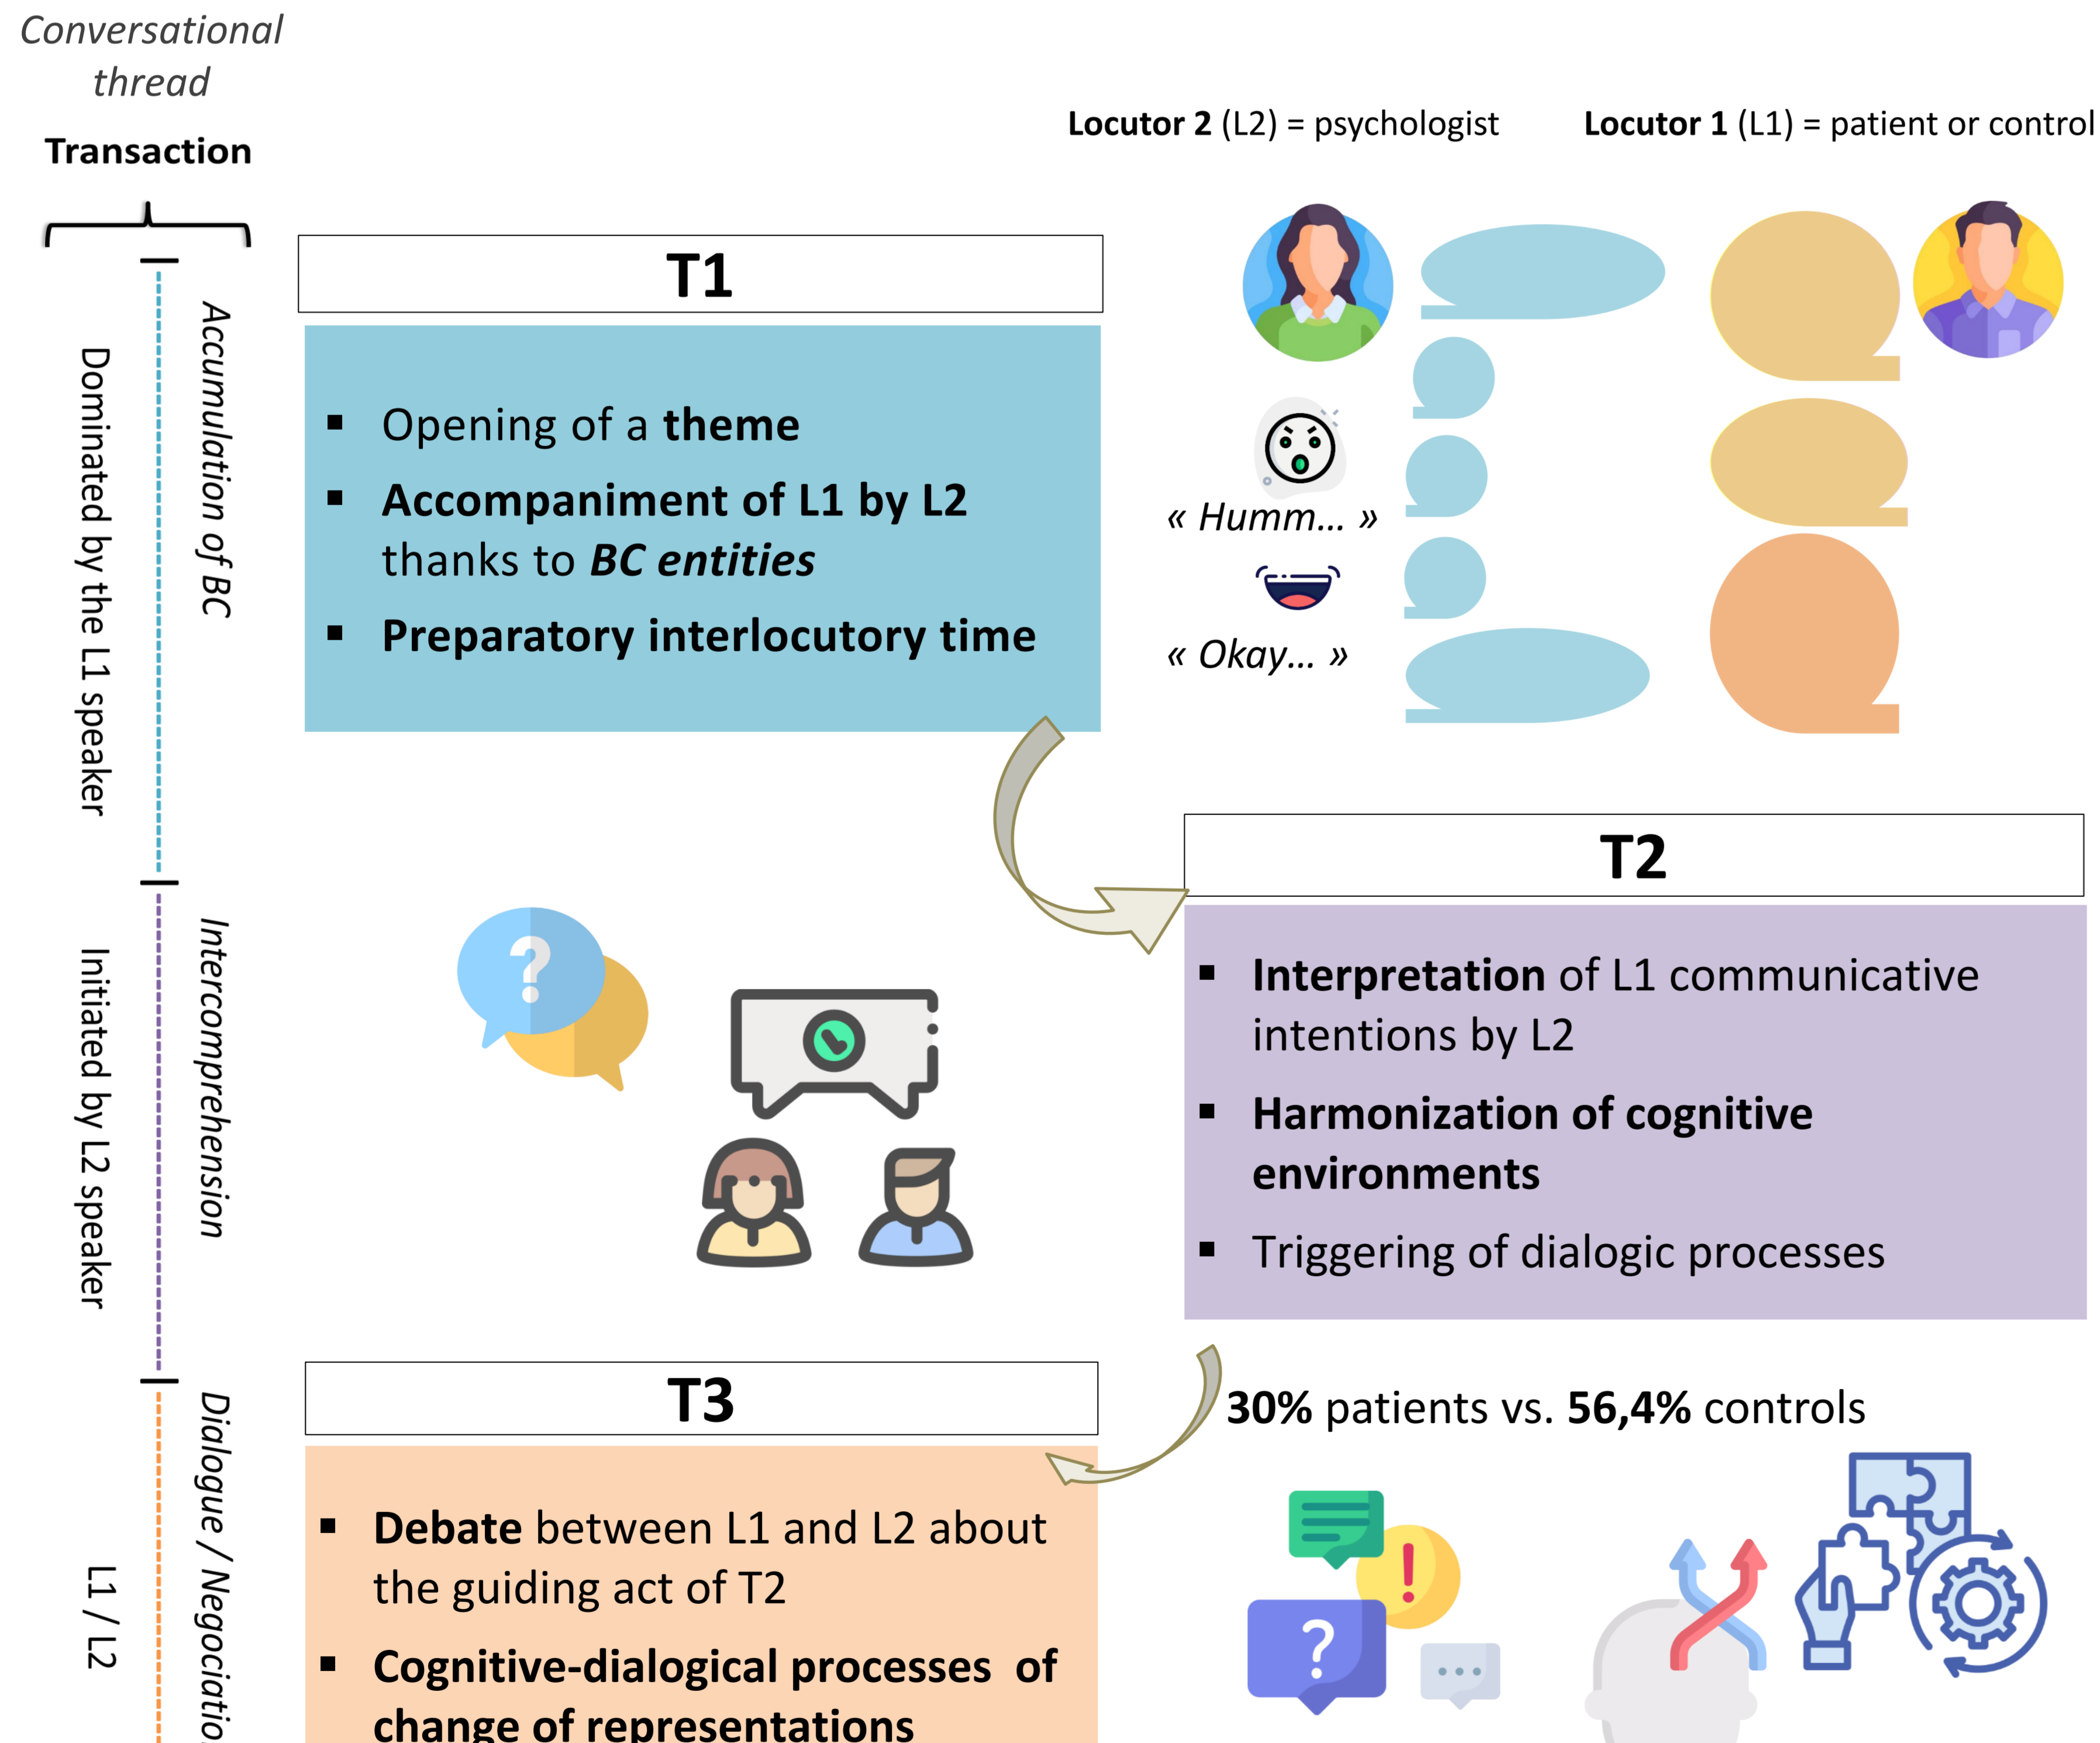 Conversational
thread
Transaction
Locutor 2 (L2) = psychologist
Locutor 1 (L1) = patient or control
Dominated by the L1 speaker
Accumulation of BC
T1
▪ Opening of a theme
▪ Accompaniment of L1 by L2
thanks to BC entities
▪ Preparatory interlocutory time
« Humm... »
« Okay... »
Initiated by L2 speaker
Intercomprehension
?
T2
▪ Interpretation of L1 communicative
intentions by L2
▪ Harmonization of cognitive
environments
▪ Triggering of dialogic processes
L1 / L2
Dialogue / Negociatio
T3
▪ Debate between L1 and L2 about
the guiding act of T2
▪ Cognitive-dialogical processes of
change of representations
30% patients vs. 56,4% controls
!
?